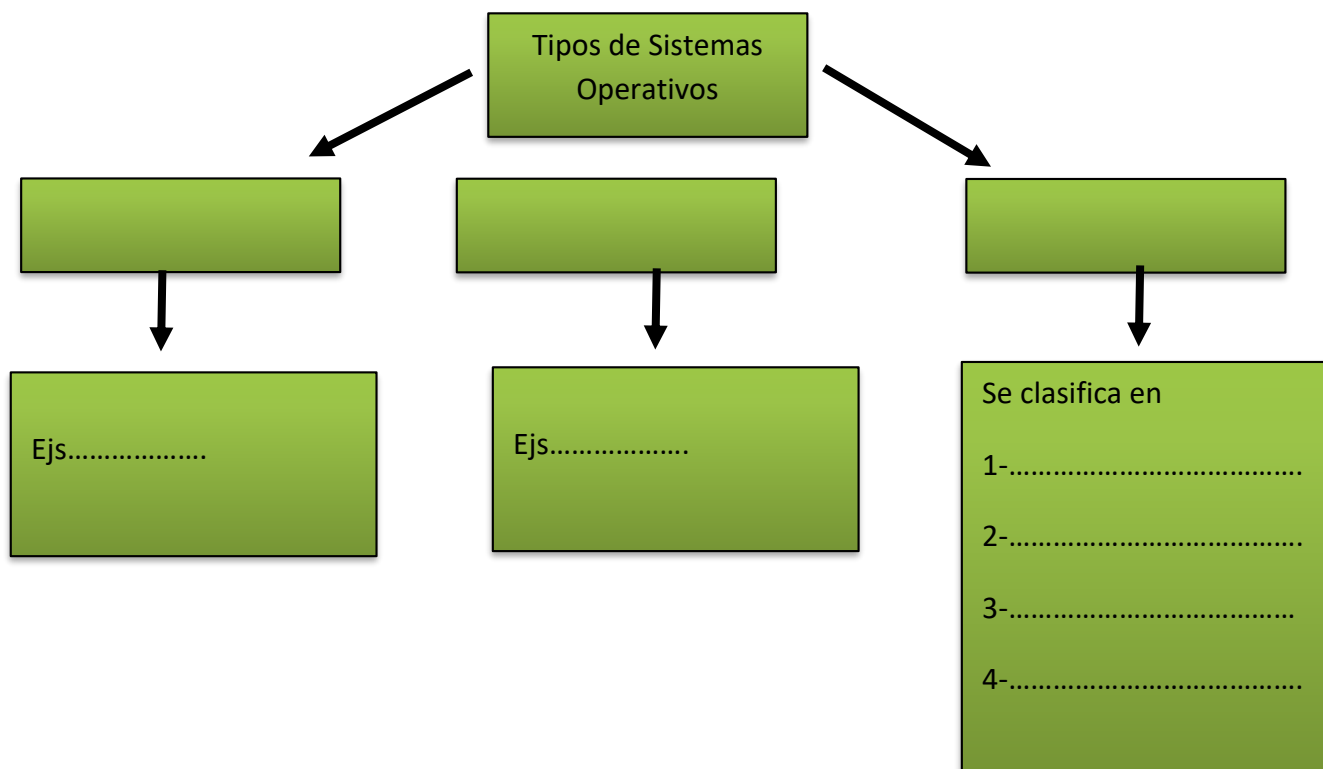 Tipos de Sistemas
Operativos
Ejs……………….
Ejs……………….
Se clasifica en
1-………………………………….
2-………………………………….
3-…………………………………
4-………………………………….